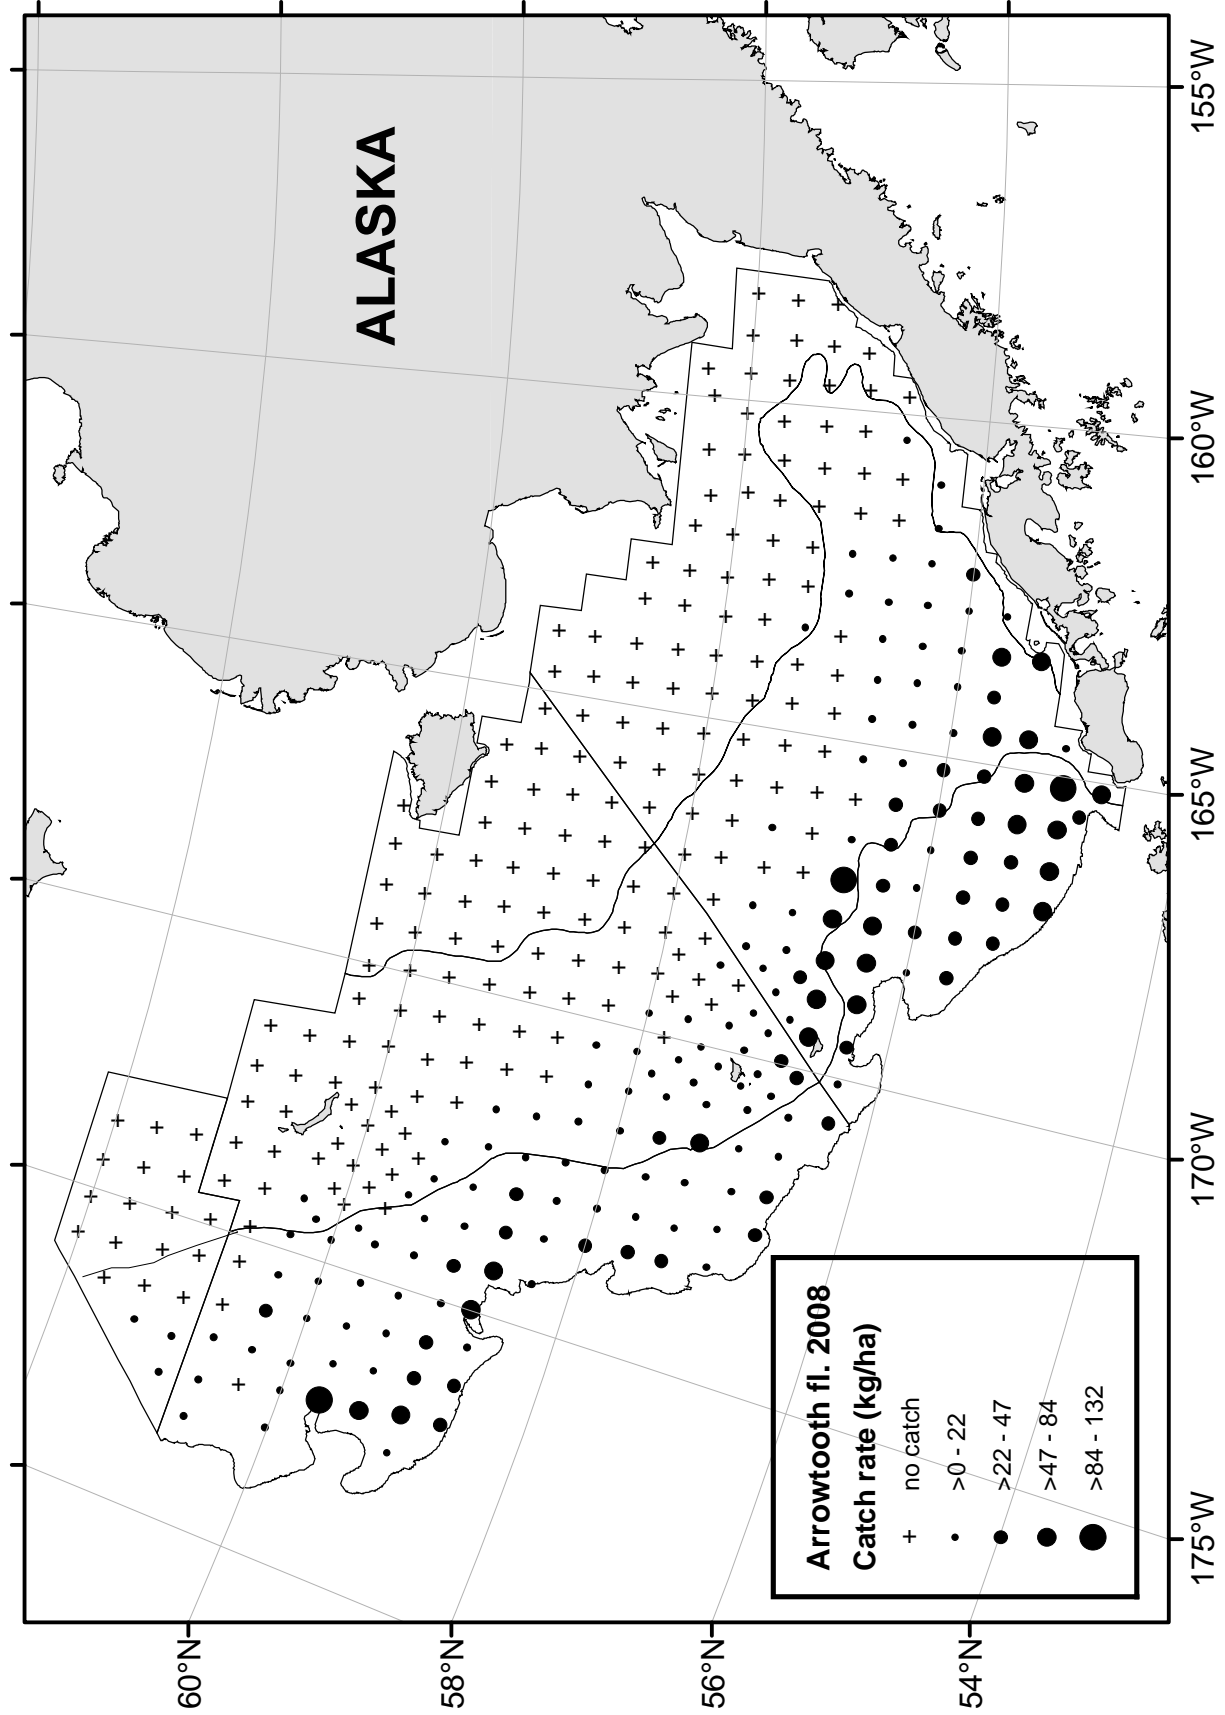 ALASKA
Arrowtooth fl. 2008
Catch rate (kg/ha)
no catch
>0 - 22
>22 - 47
>47 - 84
>84 - 132
60°N
58°N
56°N
54°N
175°W
170°W
165°W
160°W
155°W